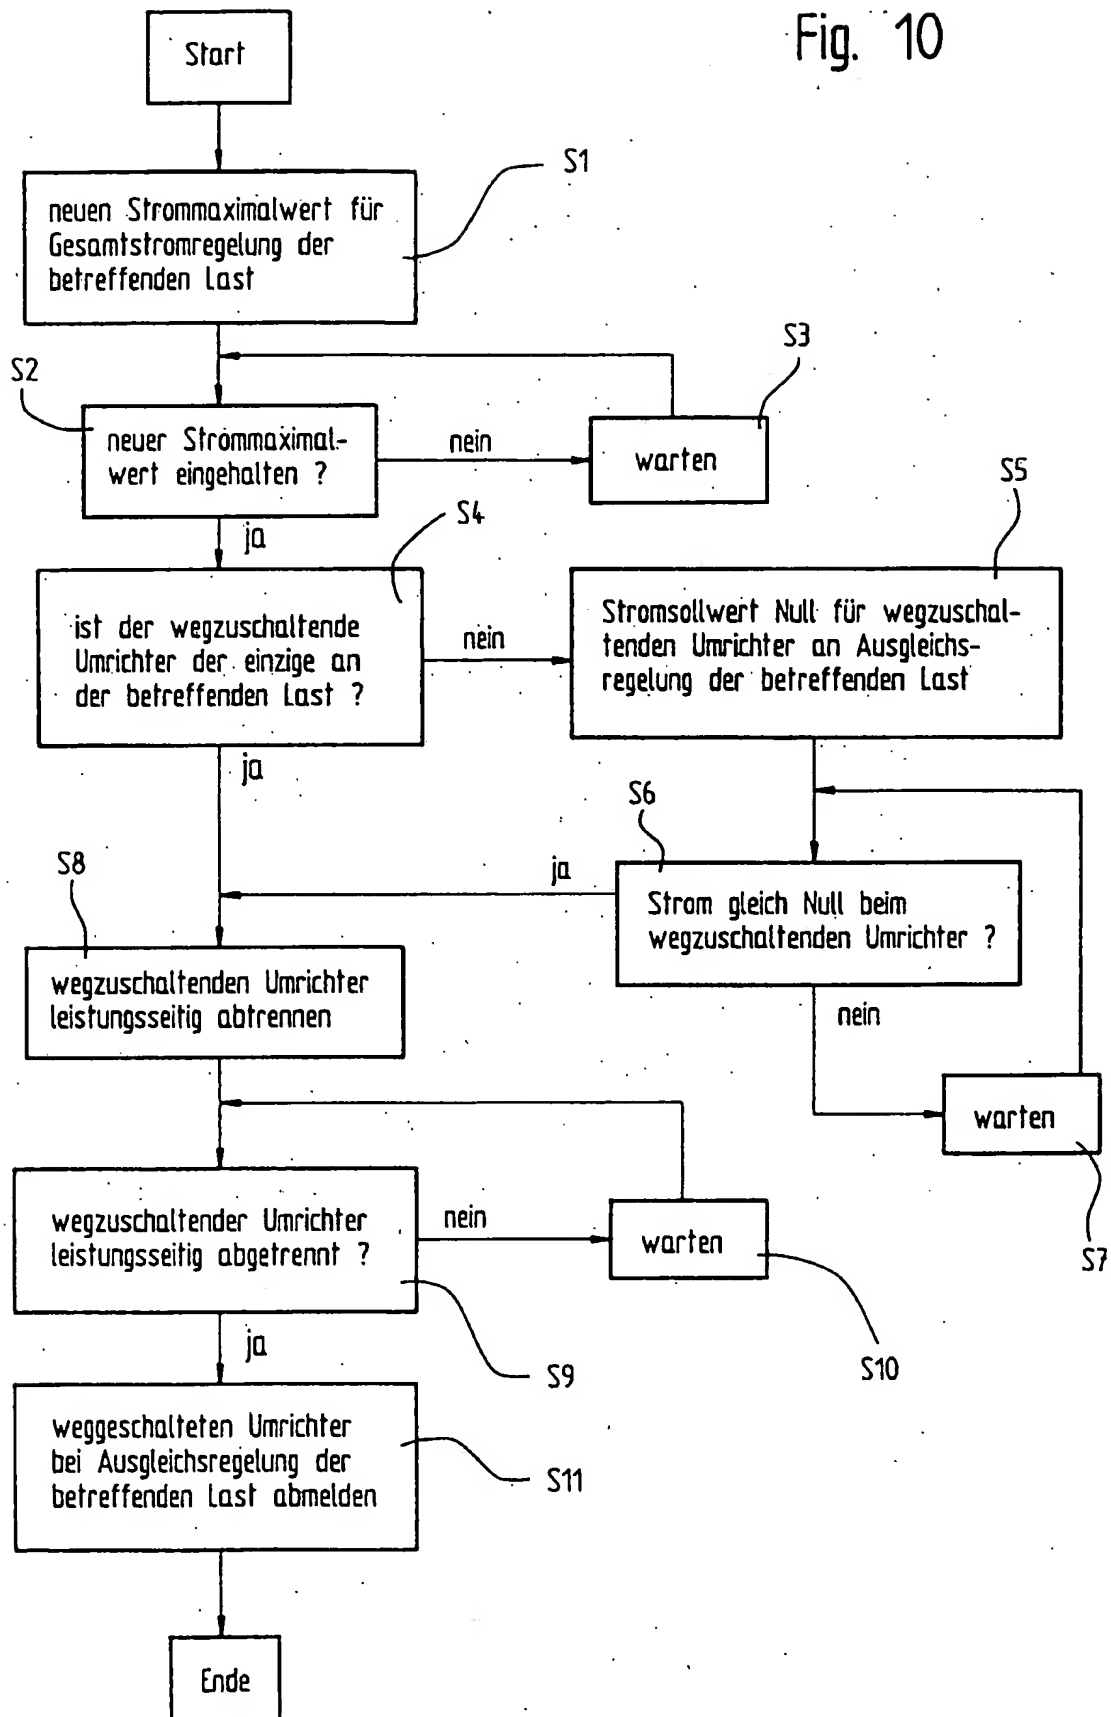 Fig. 10
Start
S1
neuen Strommaximalwert für
Gesamtstromregelung der
betreffenden Last
S2
neuer Strommaximal-
wert eingehalten ?
nein
S3
warten
ja
S4
ist der wegzuschaltende
Umrichter der einzige an
der betreffenden Last ?
nein
S5
Stromsollwert Null für wegzuschal-
tenden Umrichter an Ausgleichs-
regelung der betreffenden Last
ja
S6
Strom gleich Null beim
wegzuschaltenden Umrichter ?
ja
nein
warten
S7
S8
wegzuschaltenden Umrichter
leistungsseitig abtrennen
wegzuschaltender Umrichter
leistungsseitig abgetrennt ?
nein
warten
S9
S10
ja
weggeschalteten Umrichter
bei Ausgleichsregelung der
betreffenden Last abmelden
S11
Ende